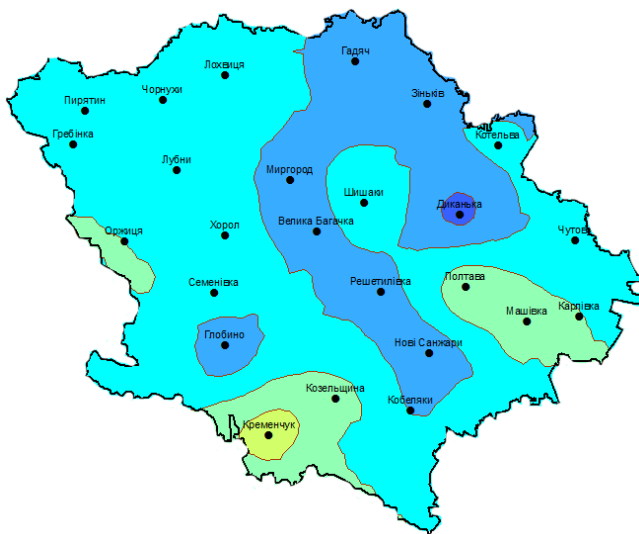 Гадяч
Лохвиця
Чорнухи
Зіньків
Пирятин
Гребінка
Котельва
Лубни
Миргород
Шишаки
Диканька
Велика Багачка
Хорол
Оржиця
Чутов
Семенівка
Решетилівка
Полтава
Машівка
Карлівка
Глобино
Нові Санжари
Козельщина
Кобеляки
Кременчук